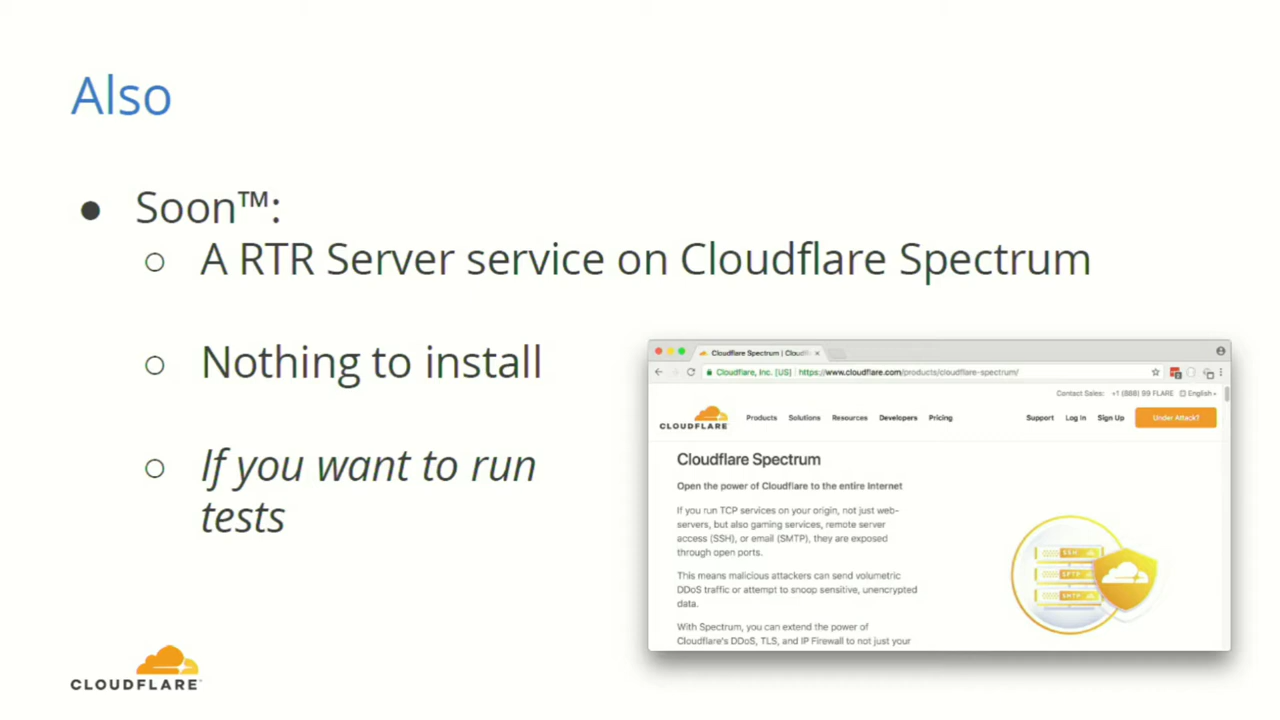 Also
Soon™:
A RTR Server service on Cloudflare Spectrum
Nothing to install
If you want to run
tests
Cloudflare Spectrum | Cloudf
Cloudflare, Inc. [US] https://www.cloudflare.com/products/cloudflare-spectrum/
Contact Sales: +1 (888) 99 FLARE English
CLOUDFLARE Products Solutions Resources Developers Pricing Support Log In Sign Up Under Attack?
Cloudflare Spectrum
Open the power of Cloudflare to the entire Internet
If you run TCP services on your origin, not just web-
servers, but also gaming services, remote server
access (SSH), or email (SMTP), they are exposed
through open ports.
This means malicious attackers can send volumetric
DDoS traffic or attempt to snoop sensitive, unencrypted
data.
With Spectrum, you can extend the power of
Cloudflare's DDoS, TLS, and IP Firewall to not just your
SSH
SFTP
SMTP
CLOUDFLARE